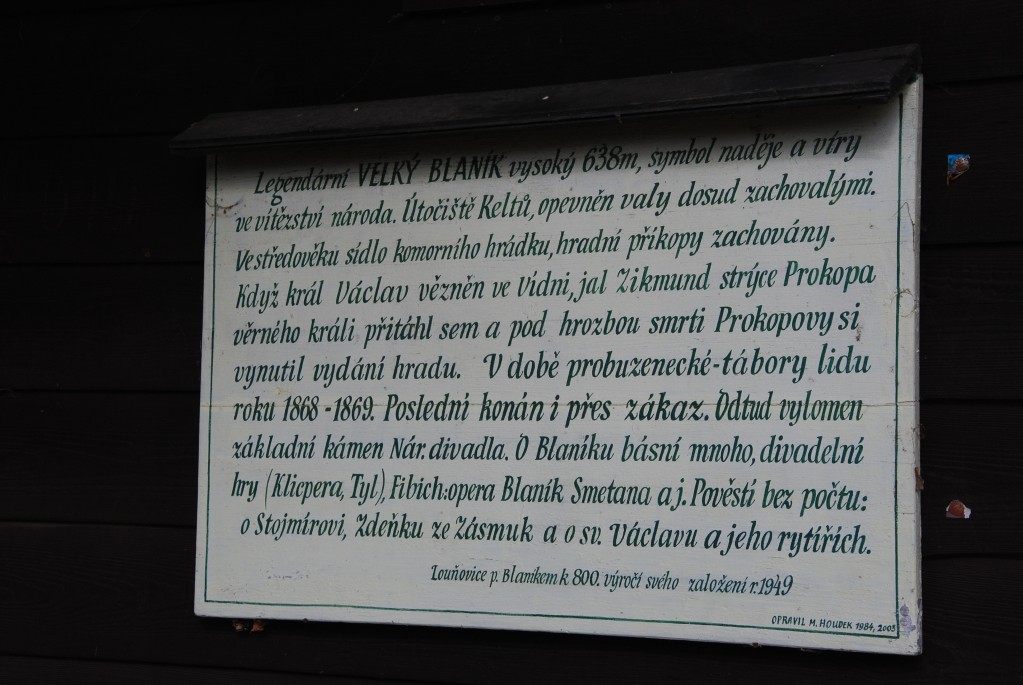 Legendární VELKÝ BLANÍK vysoký 638m, symbol naděje a víry
ve vítězství národa. Útočiště Keltů, opevněn valy dosud zachovalými.
Ve středověku sídlo komorního hrádku, hradní příkopy zachovány.
Když král Václav vězněn ve Vídni, jal Zikmund strýce Prokopa
věrného králi přitáhl sem a pod hrozbou smrti Prokopovy si
vynutil vydání hradu. V době probuzenecké-tábory lidu
roku 1868-1869. Poslední konán i přes zákaz. Odtud vylomen
základní kámen Nár. divadla. O Blaníku básní mnoho, divadelní
hry (Klicpera, Tyl), Fibich: opera Blaník Smetana aj. Pověstí bez počtu:
o Stojmírovi, Zdeňku ze Zásmuk a o sv. Václavu a jeho rytířích.
Louňovice p. Blaníkem k 800. výročí svého založení r. 1949
OPRAVIL M. HOUDEK 1984, 2003